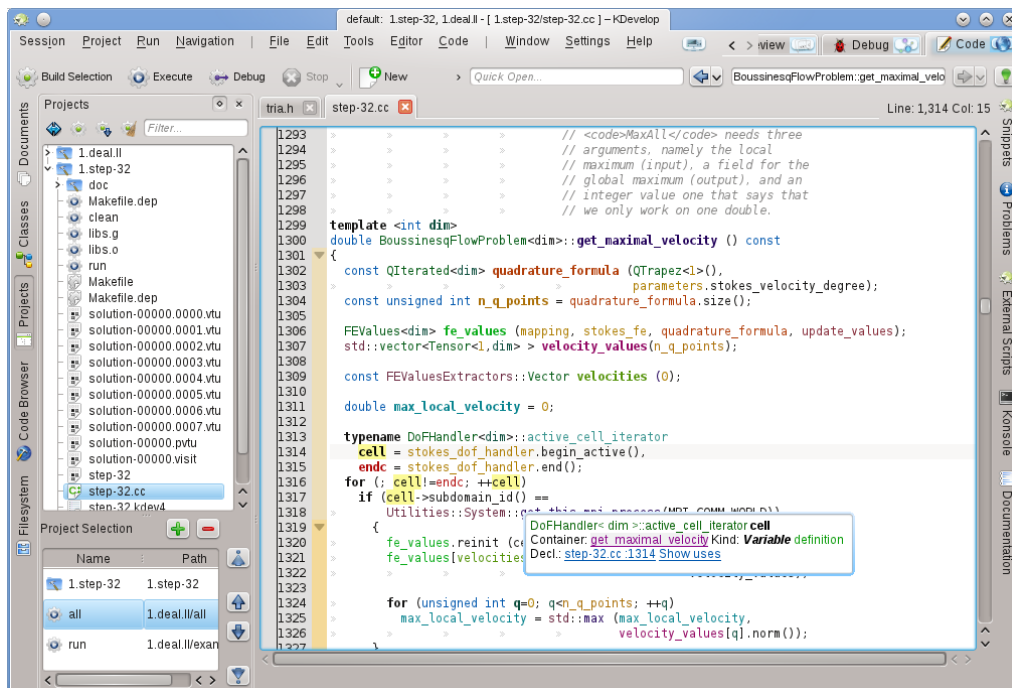 default: 1.step-32, 1.deal.II - [ 1.step-32/step-32.cc ] – KDevelop
Session Project Run Navigation | File Edit Tools Editor Code | Window Settings Help < > view Debug Code
Build Selection Execute Debug Stop New > Quick Open... BoussinesqFlowProblem::get_maximal_velo
Documents
Classes
Projects
Code Browser
Filesystem
Projects
Filter...
1.deal.II
1.step-32
doc
Makefile.dep
clean
libs.g
libs.o
run
Makefile
Makefile.dep
solution-00000.0000.vtu
solution-00000.0001.vtu
solution-00000.0002.vtu
solution-00000.0003.vtu
solution-00000.0004.vtu
solution-00000.0005.vtu
solution-00000.0006.vtu
solution-00000.0007.vtu
solution-00000.pvtu
solution-00000.visit
step-32
step-32.cc
step-32.kdev4
Project Selection
Name Path
1.step-32 1.step-32
all 1.deal.II/all
run 1.deal.II/exan
tria.h step-32.cc Line: 1,314 Col: 15
1293 // <code>MaxAll</code> needs three
1294 // arguments, namely the local
1295 // maximum (input), a field for the
1296 // global maximum (output), and an
1297 // integer value one that says that
1298 // we only work on one double.
1299 template <int dim>
1300 double BoussinesqFlowProblem<dim>::get_maximal_velocity () const
1301 {
1302 const QIterated<dim> quadrature_formula (QTrapez<1>(),
1303 parameters.stokes_velocity_degree);
1304 const unsigned int n_q_points = quadrature_formula.size();
1305
1306 FEValues<dim> fe_values (mapping, stokes_fe, quadrature_formula, update_values);
1307 std::vector<Tensor<1,dim> > velocity_values(n_q_points);
1308
1309 const FEValuesExtractors::Vector velocities (0);
1310
1311 double max_local_velocity = 0;
1312
1313 typename DoFHandler<dim>::active_cell_iterator
1314 cell = stokes_dof_handler.begin_active(),
1315 endc = stokes_dof_handler.end();
1316 for (; cell!=endc; ++cell)
1317 if (cell->subdomain_id() ==
1318 Utilities::System::get_this_mpi_process(MPI_COMM_WORLD))
1319 {
1320 fe_values.reinit (ce
1321 fe_values[velocities
1322
1323
1324 for (unsigned int q=0; q<n_q_points; ++q)
1325 max_local_velocity = std::max (max_local_velocity,
1326 velocity_values[q].norm());
1327 }
DoFHandler< dim >::active_cell_iterator cell
Container: get_maximal_velocity Kind: Variable definition
Decl.: step-32.cc :1314 Show uses
Snippets
Problems
External Scripts
Konsole
Documentation